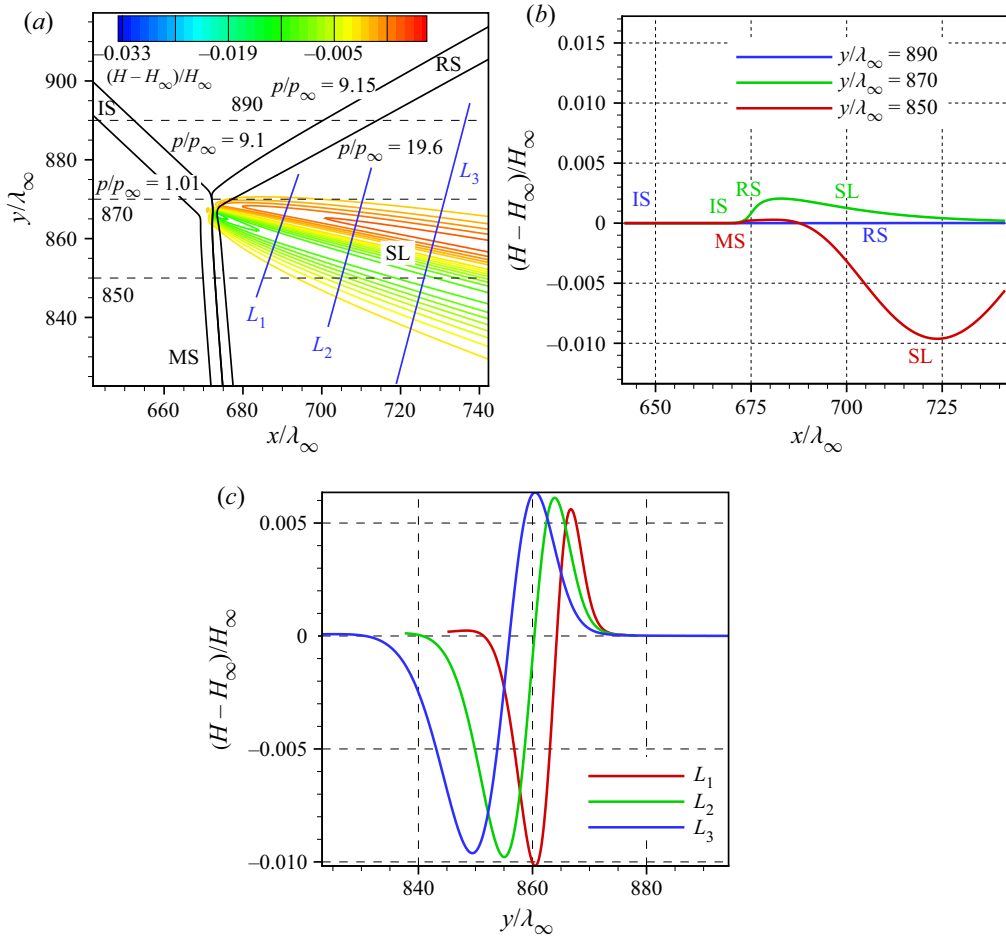 (a)
−0.033 −0.019 −0.005
(H – H∞)/H∞
RS
IS
890
p/p∞ = 9.15
p/p∞ = 9.1
p/p∞ = 19.6
L3
p/p∞ = 1.01
870
SL
850
L1
L2
MS
900
880
860
840
y/λ∞
660 680 700 720 740
x/λ∞
(b)
0.015
0.010
0.005
0
−0.005
−0.010
(H – H∞)/H∞
y/λ∞ = 890
y/λ∞ = 870
y/λ∞ = 850
IS
IS
RS
SL
MS
RS
SL
650 675 700 725
x/λ∞
(c)
0.005
0
−0.005
−0.010
(H – H∞)/H∞
L1
L2
L3
840 860 880
y/λ∞